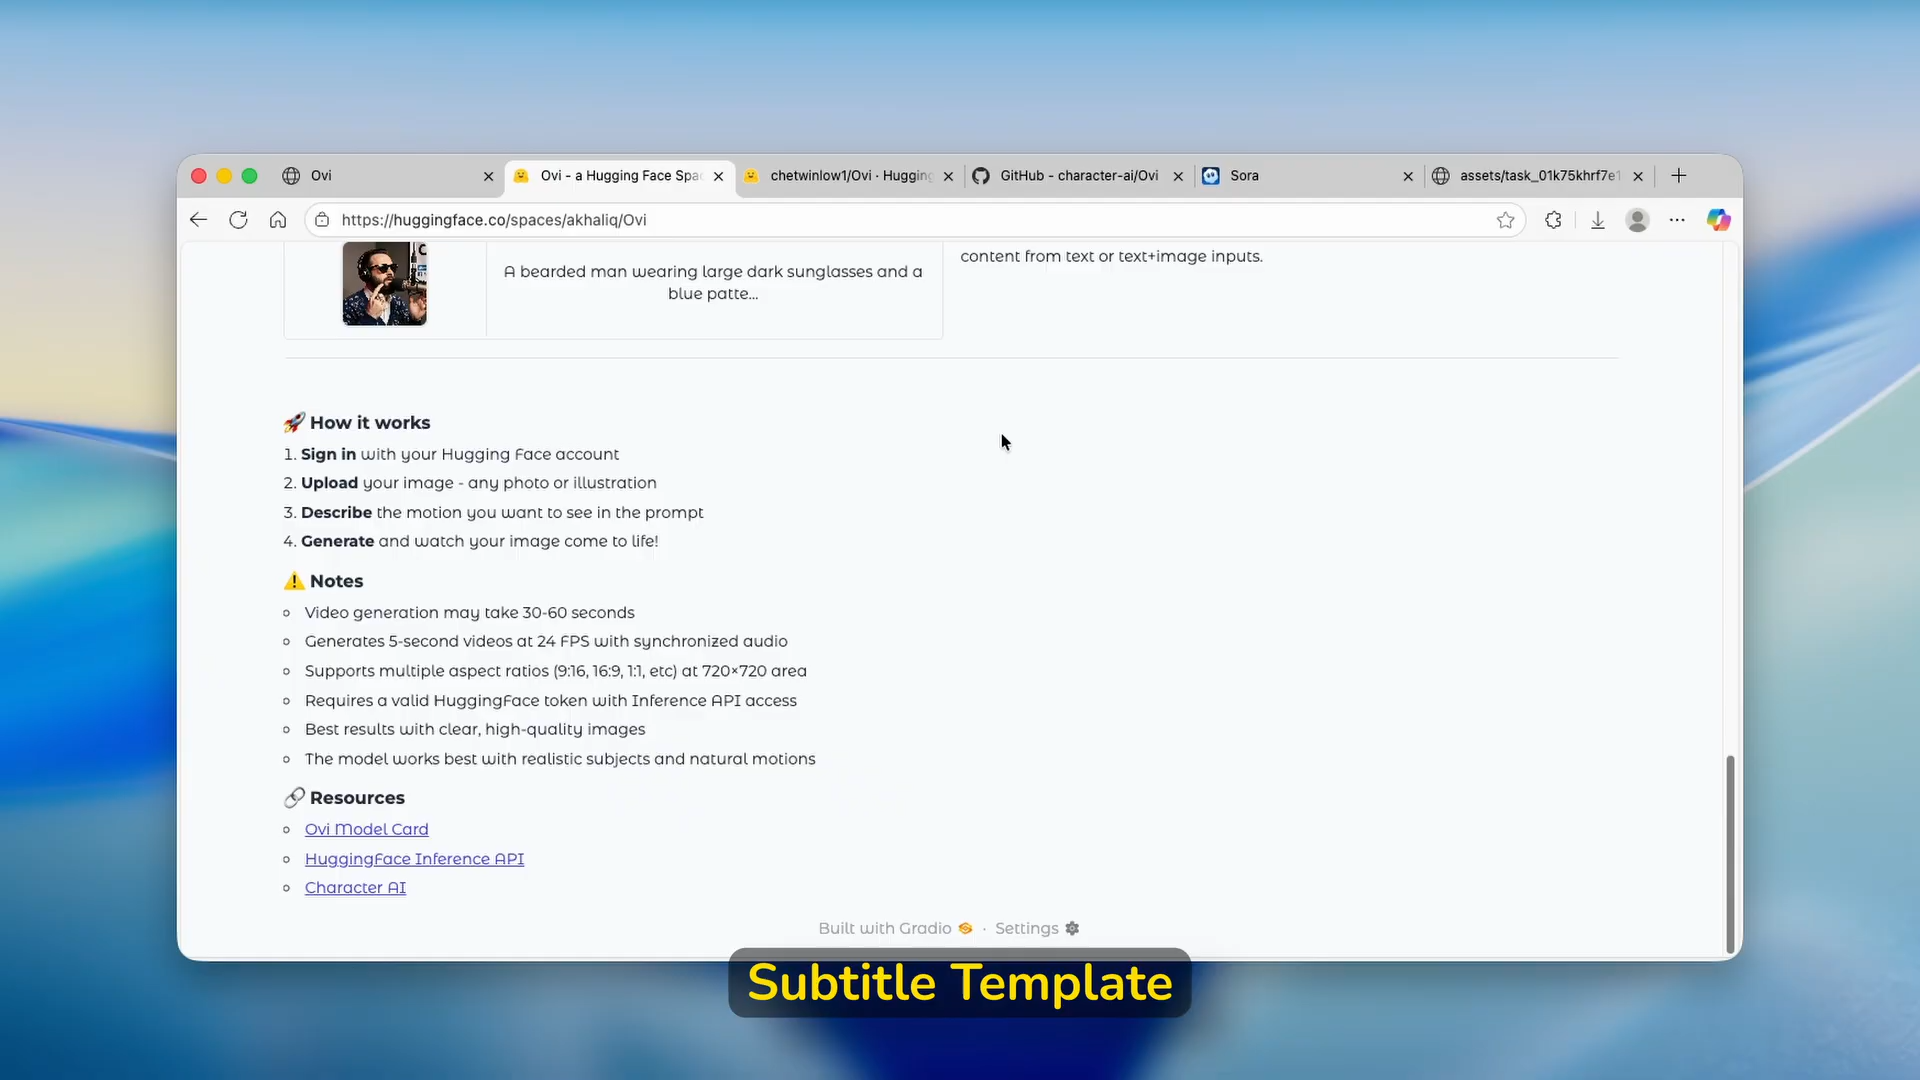 Ovi
Ovi - a Hugging Face Spa
chetwinlow1/Ovi · Hugging
GitHub - character-ai/Ovi
Sora
assets/task_01k75khrf7e1
https://huggingface.co/spaces/akhaliq/Ovi
A bearded man wearing large dark sunglasses and a
blue patte...
content from text or text+image inputs.
🚀 How it works
1. Sign in with your Hugging Face account
2. Upload your image - any photo or illustration
3. Describe the motion you want to see in the prompt
4. Generate and watch your image come to life!
⚠️ Notes
Video generation may take 30-60 seconds
Generates 5-second videos at 24 FPS with synchronized audio
Supports multiple aspect ratios (9:16, 16:9, 1:1, etc) at 720×720 area
Requires a valid HuggingFace token with Inference API access
Best results with clear, high-quality images
The model works best with realistic subjects and natural motions
🔗 Resources
Ovi Model Card
HuggingFace Inference API
Character AI
Built with Gradio · Settings
Subtitle Template